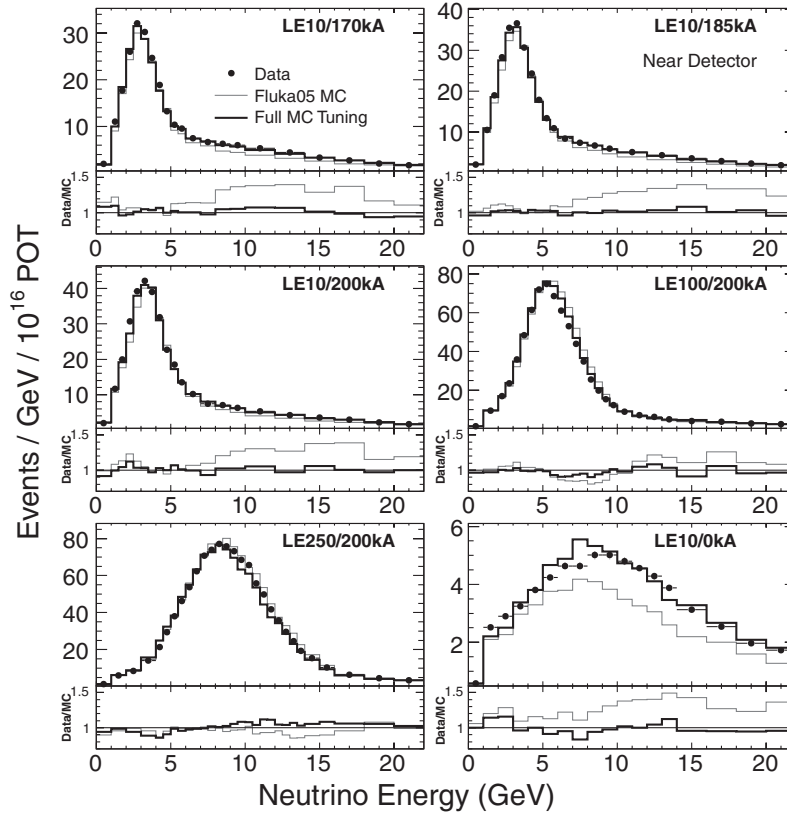 LE10/170kA
30
20
10
Data
Fluka05 MC
Full MC Tuning
Data/MC
1.5
1
0 5 10 15 20
LE10/185kA
Near Detector
40
30
20
10
Data/MC
1.5
1
0 5 10 15 20
LE10/200kA
40
30
20
10
Data/MC
1.5
1
0 5 10 15 20
LE100/200kA
80
60
40
20
Data/MC
1.5
1
0 5 10 15 20
LE250/200kA
80
60
40
20
Data/MC
1.5
1
0 5 10 15 20
LE10/0kA
6
4
2
Data/MC
1.5
1
0 5 10 15 20
Events / GeV / 10^16 POT
Neutrino Energy (GeV)